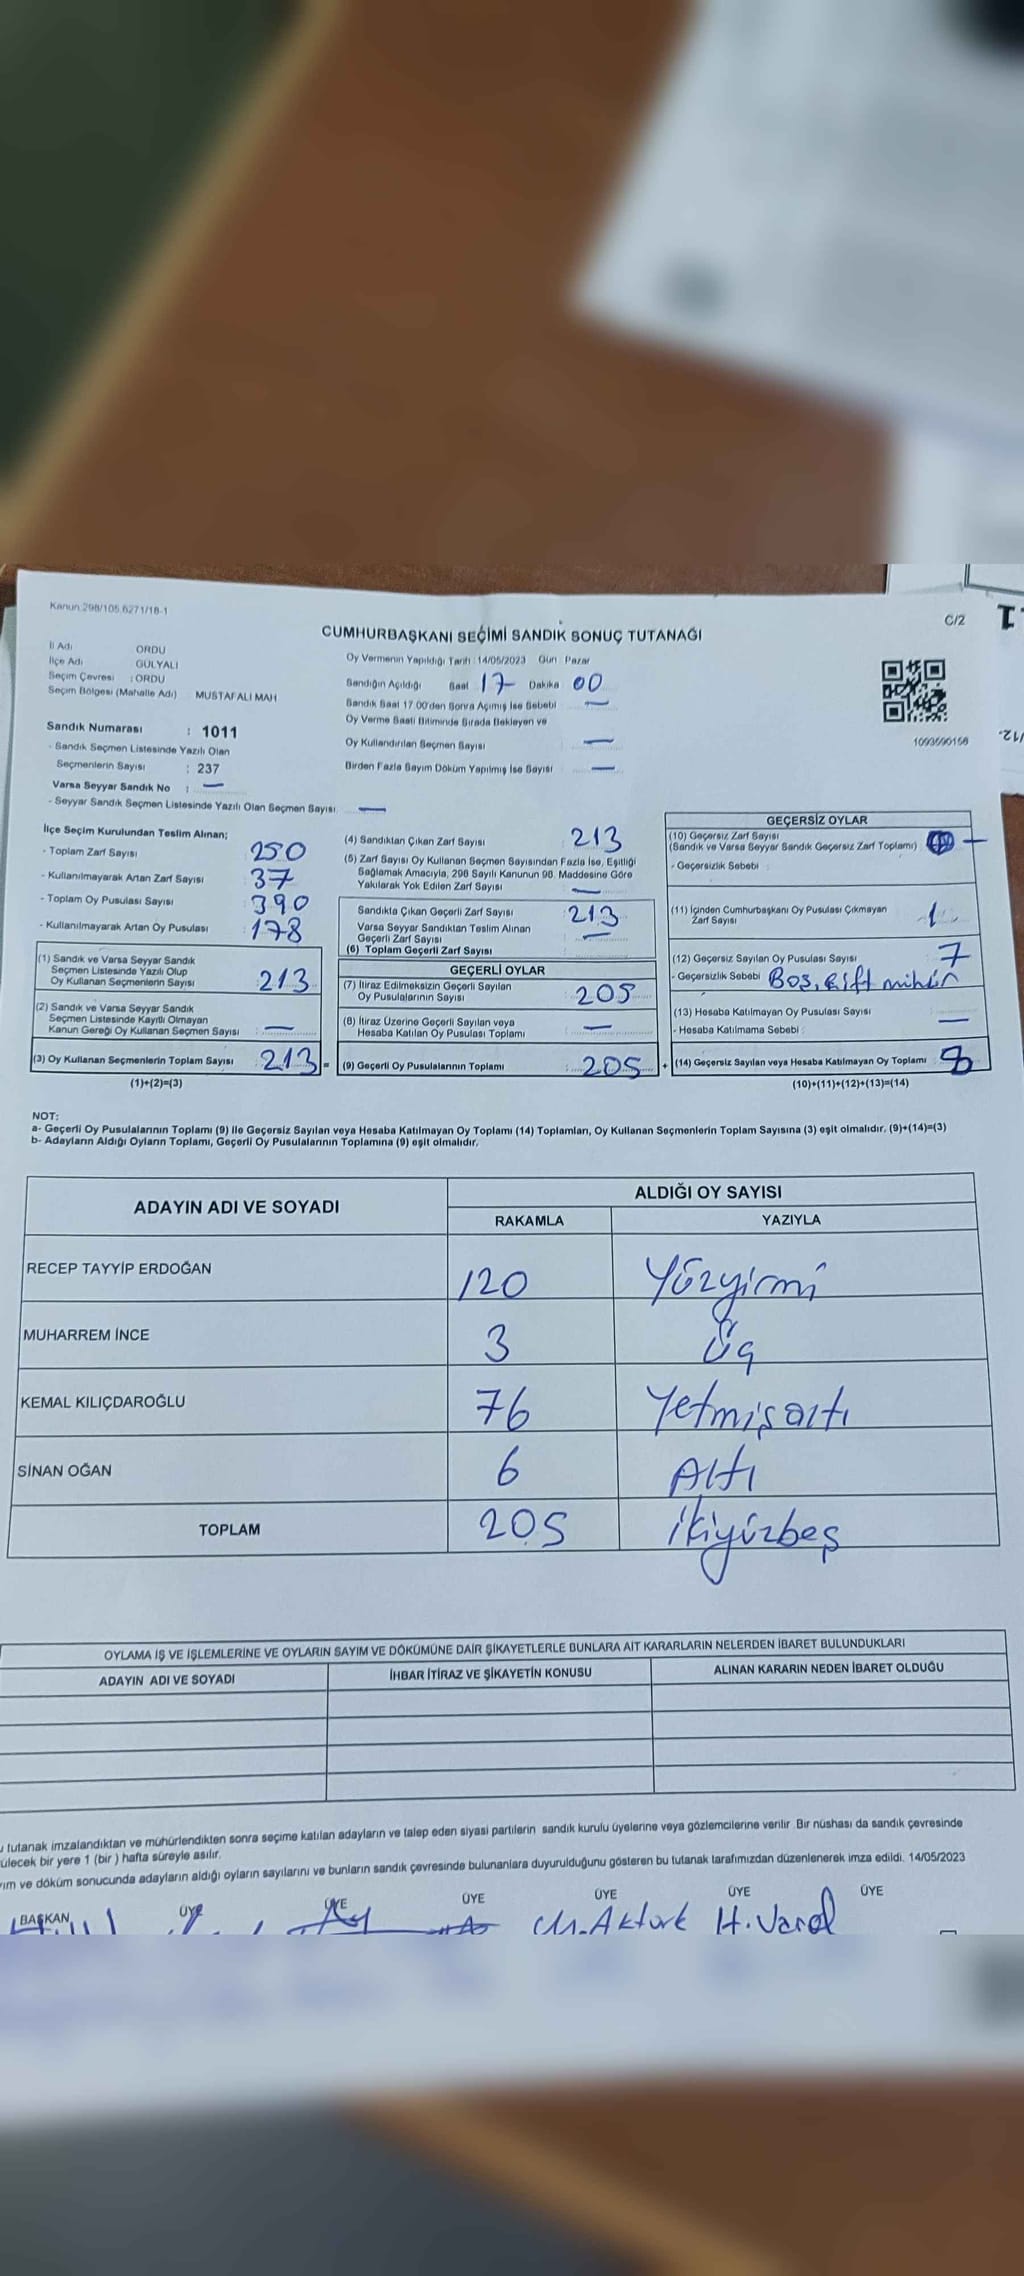 Kanun.298/105,6271/18-1
C/2
CUMHURBAŞKANI SEÇİMİ SANDIK SONUÇ TUTANAĞI
İl Adı ORDU
İlçe Adı GÜLYALI
Seçim Çevresi : ORDU
Seçim Bölgesi (Mahalle Adı) MUSTAFALI MAH
Sandık Numarası : 1011
- Sandık Seçmen Listesinde Yazılı Olan
Seçmenlerin Sayısı : 237
Varsa Seyyar Sandık No : —
- Seyyar Sandık Seçmen Listesinde Yazılı Olan Seçmen Sayısı —
Oy Vermenin Yapıldığı Tarih : 14/05/2023 Gün : Pazar
Sandığın Açıldığı Saat 17 Dakika 00
Sandık Saat 17.00'den Sonra Açımış İse Sebebi —
Oy Verme Saati Bitiminde Sırada Bekleyen ve
Oy Kullandırılan Seçmen Sayısı —
Birden Fazla Sayım Döküm Yapılmış İse Sayısı —
1093590156
İlçe Seçim Kurulundan Teslim Alınan;
- Toplam Zarf Sayısı : 250
- Kullanılmayarak Artan Zarf Sayısı : 37
- Toplam Oy Pusulası Sayısı : 390
- Kullanılmayarak Artan Oy Pusulası : 178
(1) Sandık ve Varsa Seyyar Sandık
Seçmen Listesinde Yazılı Olup
Oy Kullanan Seçmenlerin Sayısı : 213
(2) Sandık ve Varsa Seyyar Sandık
Seçmen Listesinde Kayıtlı Olmayan
Kanun Gereği Oy Kullanan Seçmen Sayısı : —
(3) Oy Kullanan Seçmenlerin Toplam Sayısı : 213 =
(1)+(2)=(3)
(4) Sandıktan Çıkan Zarf Sayısı : 213
(5) Zarf Sayısı Oy Kullanan Seçmen Sayısından Fazla İse, Eşitliği
Sağlamak Amacıyla, 298 Sayılı Kanunun 98. Maddesine Göre
Yakılarak Yok Edilen Zarf Sayısı —
Sandıkta Çıkan Geçerli Zarf Sayısı : 213
Varsa Seyyar Sandıktan Teslim Alınan
Geçerli Zarf Sayısı : —
(6) Toplam Geçerli Zarf Sayısı
GEÇERLİ OYLAR
(7) İtiraz Edilmeksizin Geçerli Sayılan
Oy Pusulalarının Sayısı : 205
(8) İtiraz Üzerine Geçerli Sayılan veya
Hesaba Katılan Oy Pusulası Toplamı : —
(9) Geçerli Oy Pusulalarının Toplamı : 205 +
GEÇERSİZ OYLAR
(10) Geçersiz Zarf Sayısı
(Sandık ve Varsa Seyyar Sandık Geçersiz Zarf Toplamı) —
- Geçersizlik Sebebi :
(11) İçinden Cumhurbaşkanı Oy Pusulası Çıkmayan
Zarf Sayısı : 1
(12) Geçersiz Sayılan Oy Pusulası Sayısı : 7
- Geçersizlik Sebebi Boş, çift mühür
(13) Hesaba Katılmayan Oy Pusulası Sayısı : —
- Hesaba Katılmama Sebebi :
(14) Geçersiz Sayılan veya Hesaba Katılmayan Oy Toplamı : 8
(10)+(11)+(12)+(13)=(14)
NOT:
a- Geçerli Oy Pusulalarının Toplamı (9) ile Geçersiz Sayılan veya Hesaba Katılmayan Oy Toplamı (14) Toplamları, Oy Kullanan Seçmenlerin Toplam Sayısına (3) eşit olmalıdır. (9)+(14)=(3)
b- Adayların Aldığı Oyların Toplamı, Geçerli Oy Pusulalarının Toplamına (9) eşit olmalıdır.
ADAYIN ADI VE SOYADI
ALDIĞI OY SAYISI
RAKAMLA YAZIYLA
RECEP TAYYİP ERDOĞAN 120 Yüzyirmi
MUHARREM İNCE 3 Üç
KEMAL KILIÇDAROĞLU 76 Yetmişaltı
SİNAN OĞAN 6 Altı
TOPLAM 205 ikiyüzbeş
OYLAMA İŞ VE İŞLEMLERİNE VE OYLARIN SAYIM VE DÖKÜMÜNE DAİR ŞİKAYETLERLE BUNLARA AİT KARARLARIN NELERDEN İBARET BULUNDUKLARI
ADAYIN ADI VE SOYADI İHBAR İTİRAZ VE ŞİKAYETİN KONUSU ALINAN KARARIN NEDEN İBARET OLDUĞU
u tutanak imzalandıktan ve mühürlendikten sonra seçime katılan adayların ve talep eden siyasi partilerin sandık kurulu üyelerine veya gözlemcilerine verilir. Bir nüshası da sandık çevresinde
ülecek bir yere 1 (bir ) hafta süreyle asılır.
yım ve döküm sonucunda adayların aldığı oyların sayılarını ve bunların sandık çevresinde bulunanlara duyurulduğunu gösteren bu tutanak tarafımızdan düzenlenerek imza edildi. 14/05/2023
BAŞKAN ÜYE ÜYE ÜYE ÜYE ÜYE ÜYE
Aktürk H. Varol